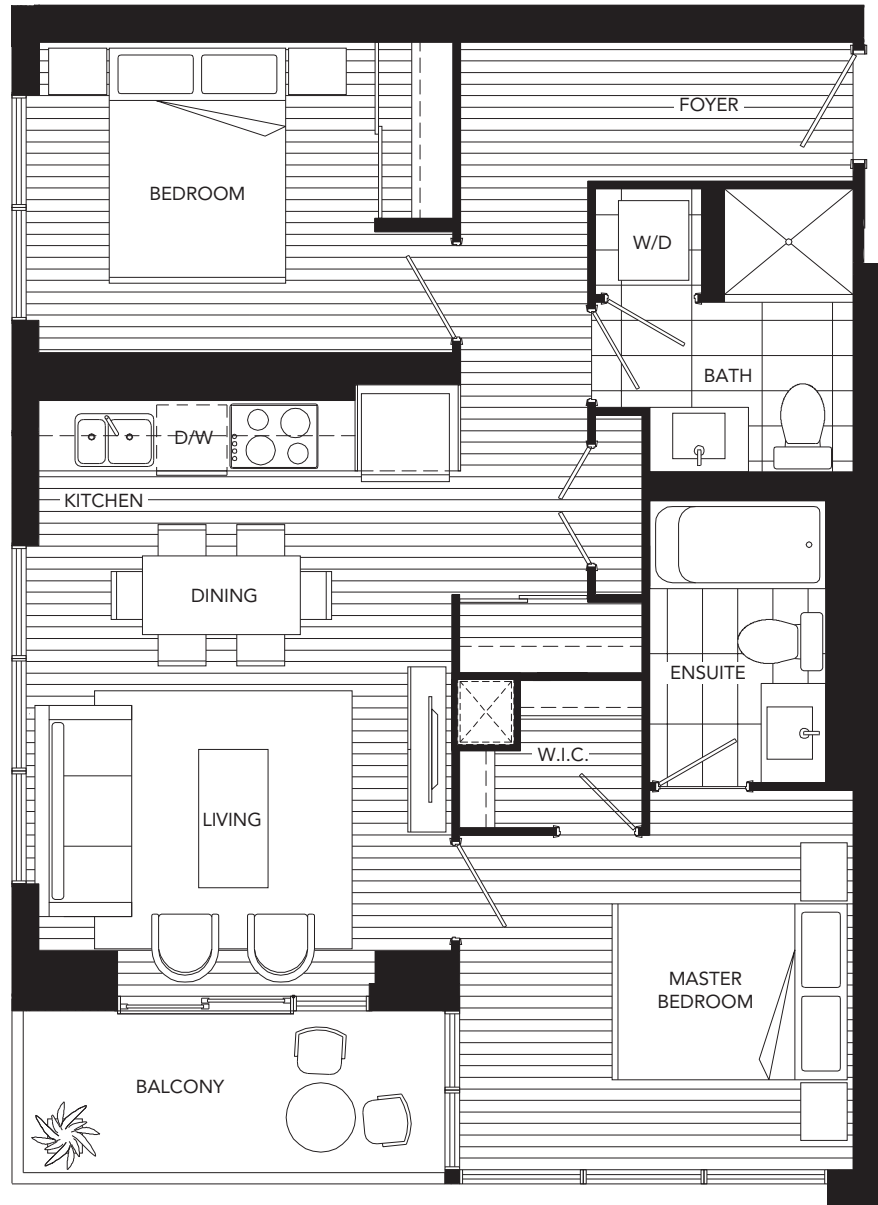 FOYER
BEDROOM
W/D
BATH
D/W
KITCHEN
DINING
ENSUITE
W.I.C.
LIVING
MASTER
BEDROOM
BALCONY